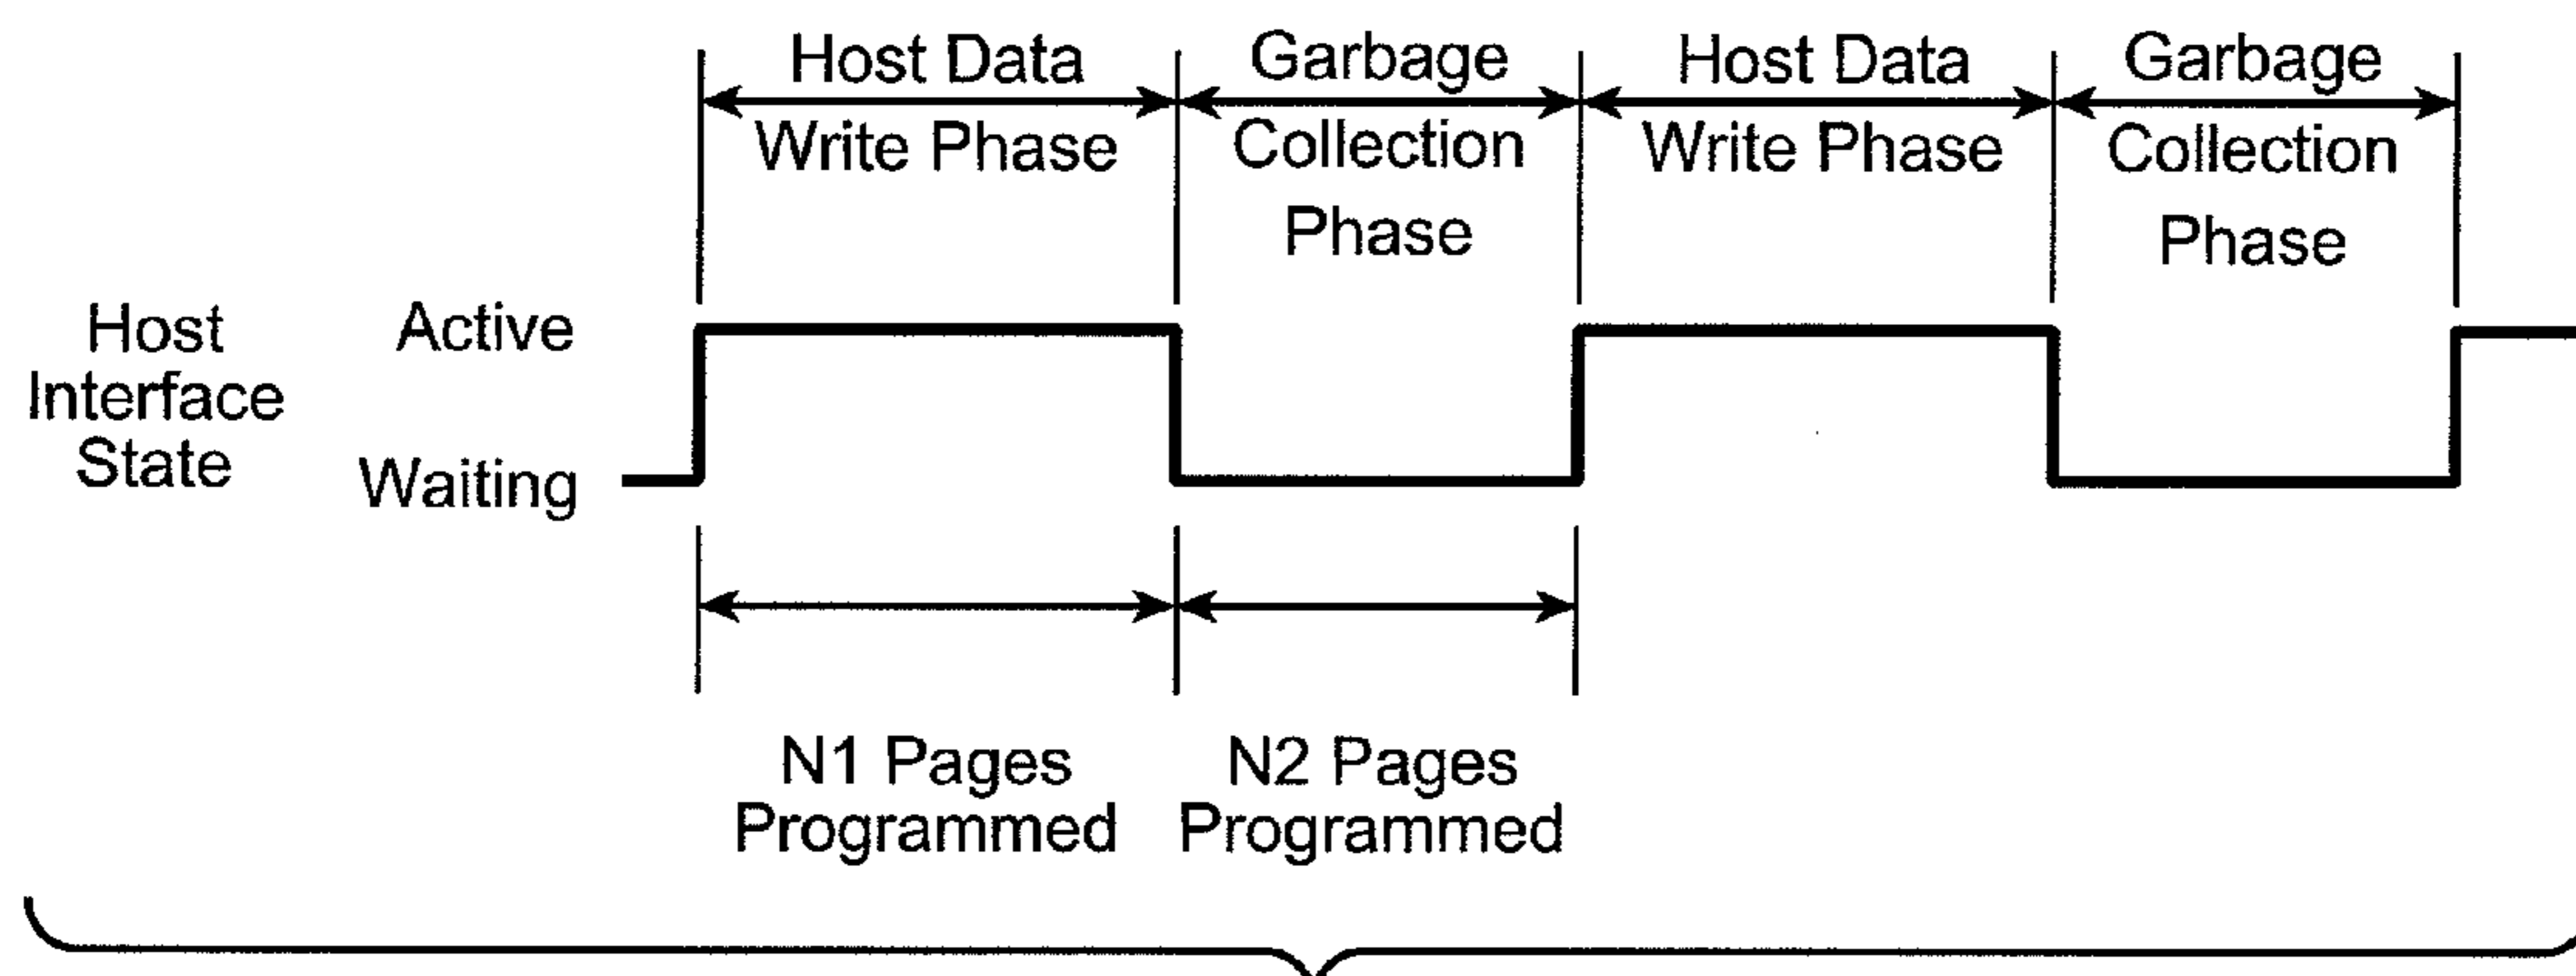 Host Data
Write Phase
Garbage
Collection
Phase
Host Data
Write Phase
Garbage
Collection
Phase
Host
Interface
State
Active
Waiting
N1 Pages
Programmed
N2 Pages
Programmed